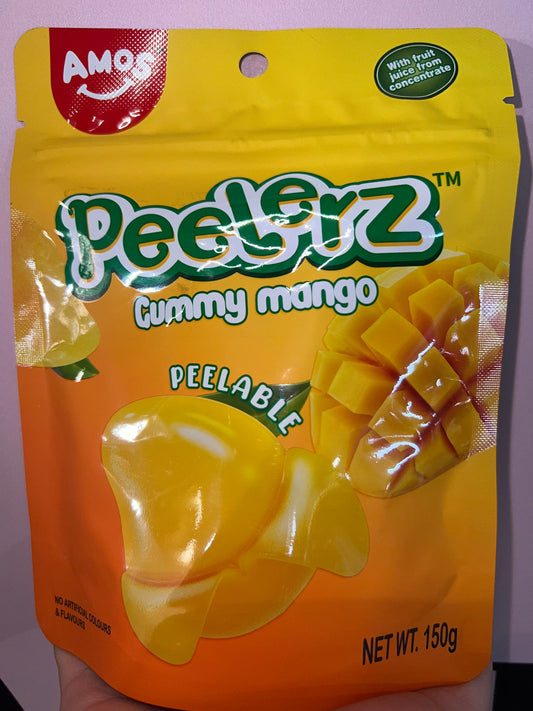 AMOS
With fruit
juice from
concentrate
Peelerz™
Gummy mango
PEELABLE
NO ARTIFICIAL COLOURS
& FLAVOURS
NET WT. 150g